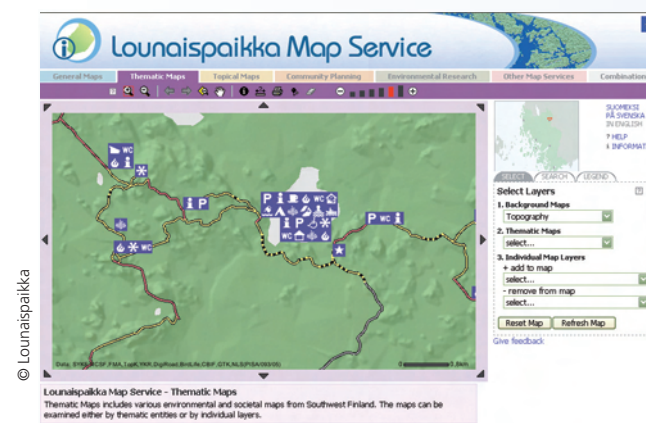 Lounaispaikka Map Service
General Maps Thematic Maps Topical Maps Community Planning Environmental Research Other Map Services Combination
SUOMEKSI
PÅ SVENSKA
IN ENGLISH
? HELP
i INFORMAT
SELECT SEARCH LEGEND
Select Layers
1. Background Maps
Topography
2. Thematic Maps
select...
3. Individual Map Layers
+ add to map
select...
- remove from map
select...
Reset Map Refresh Map
Give feedback
WC
i P
P i WC
i P
WC
P WC i
WC
© Lounaispaikka
Lounaispaikka Map Service - Thematic Maps
Thematic Maps includes various environmental and societal maps from Southwest Finland. The maps can be
examined either by thematic entities or by individual layers.